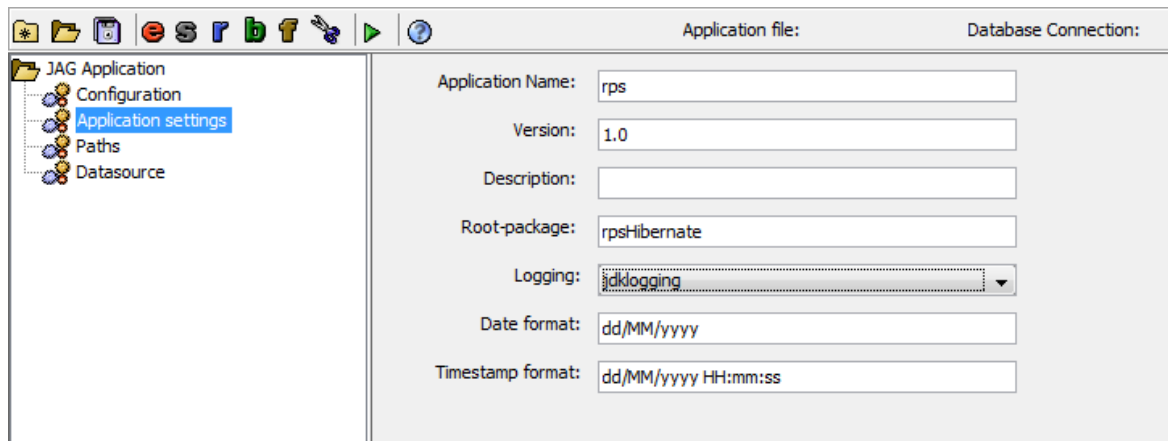 e s r b f
Application file: Database Connection:
JAG Application
Configuration
Application settings
Paths
Datasource
Application Name: rps
Version: 1.0
Description:
Root-package: rpsHibernate
Logging: jdklogging
Date format: dd/MM/yyyy
Timestamp format: dd/MM/yyyy HH:mm:ss